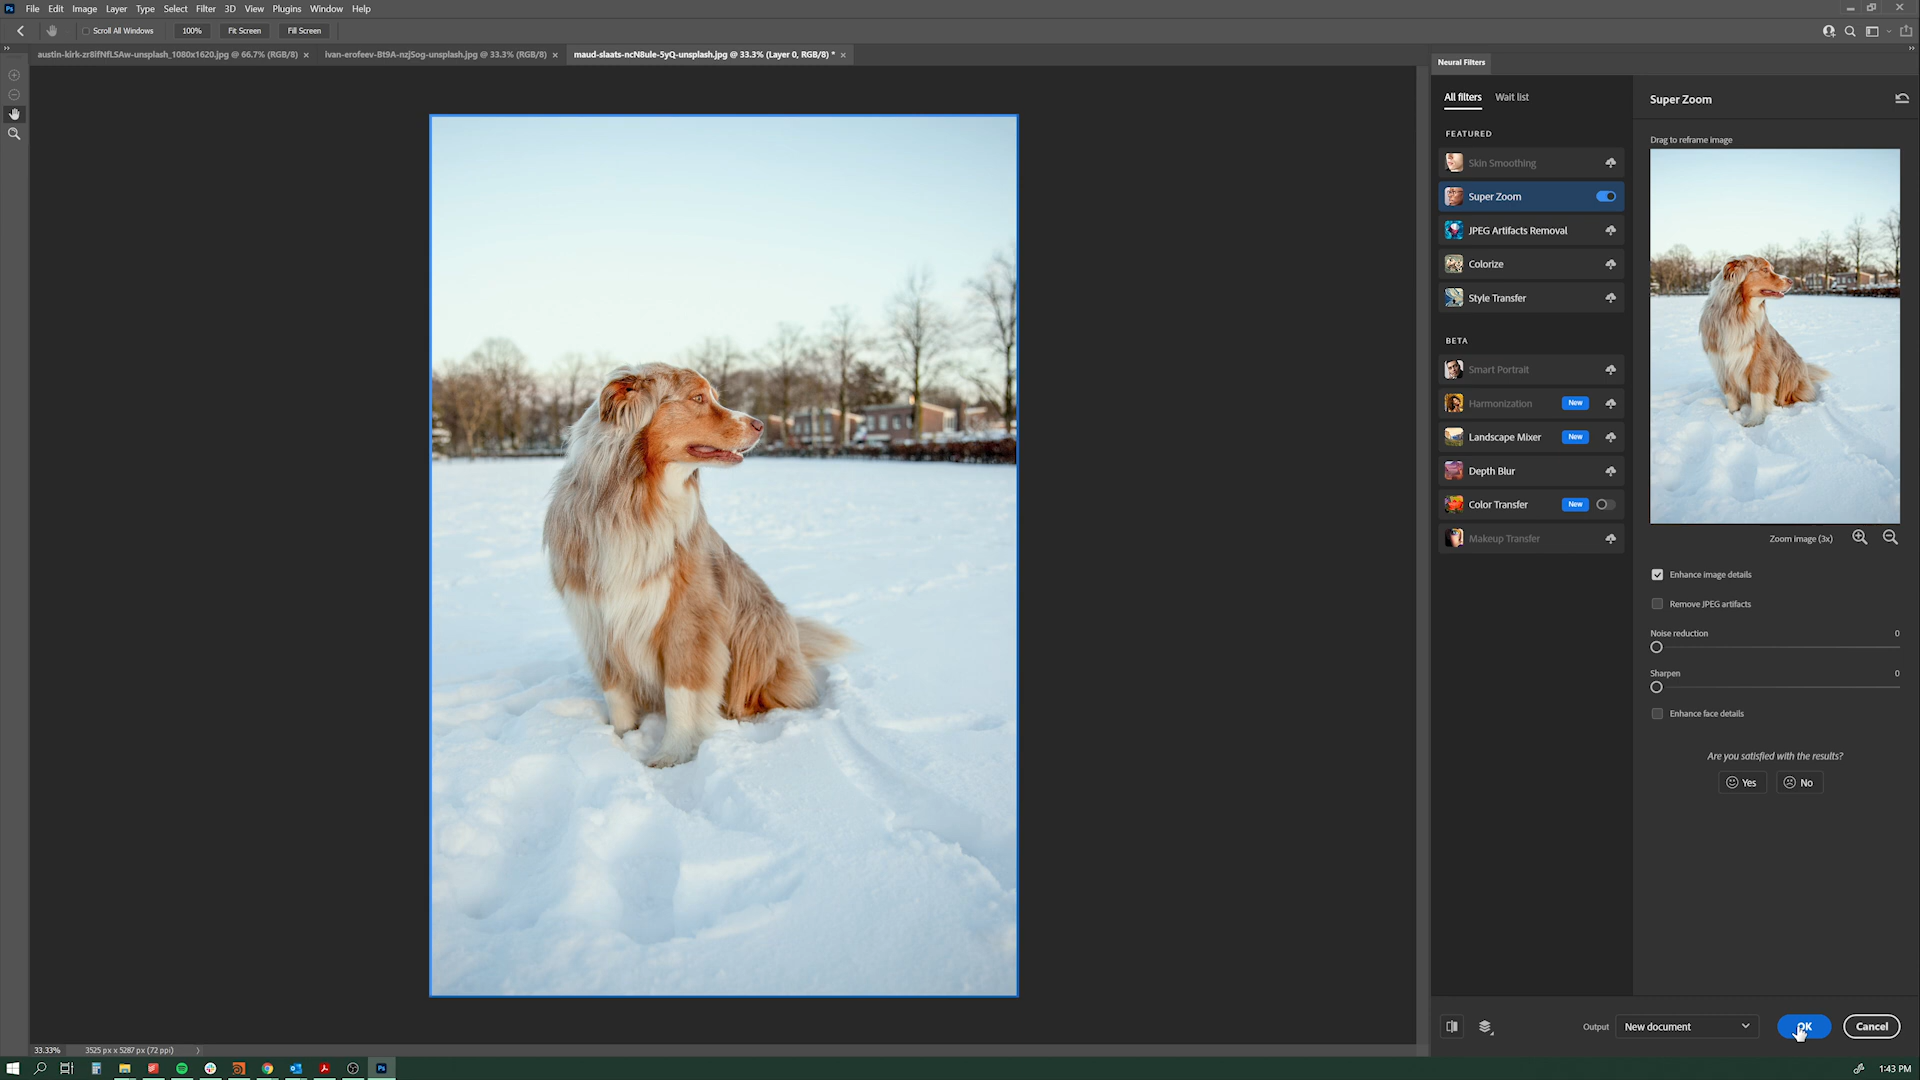 Ps File Edit Image Layer Type Select Filter 3D View Plugins Window Help
Scroll All Windows 100% Fit Screen Fill Screen
austin-kirk-zr8ifNfLSAw-unsplash_1080x1620.jpg @ 66.7% (RGB/8) × ivan-erofeev-Bt9A-nzjSog-unsplash.jpg @ 33.3% (RGB/8) × maud-slaats-ncN8ule-5yQ-unsplash.jpg @ 33.3% (Layer 0, RGB/8) * ×
Neural Filters
All filters Wait list
Super Zoom
FEATURED
Drag to reframe image
Skin Smoothing
Super Zoom
JPEG Artifacts Removal
Colorize
Style Transfer
BETA
Smart Portrait
Harmonization New
Landscape Mixer New
Depth Blur
Color Transfer New
Makeup Transfer
Zoom image (3x)
Enhance image details
Remove JPEG artifacts
Noise reduction 0
Sharpen 0
Enhance face details
Are you satisfied with the results?
Yes No
Output New document OK Cancel
33.33% 3525 px x 5287 px (72 ppi)
Ps 1:43 PM